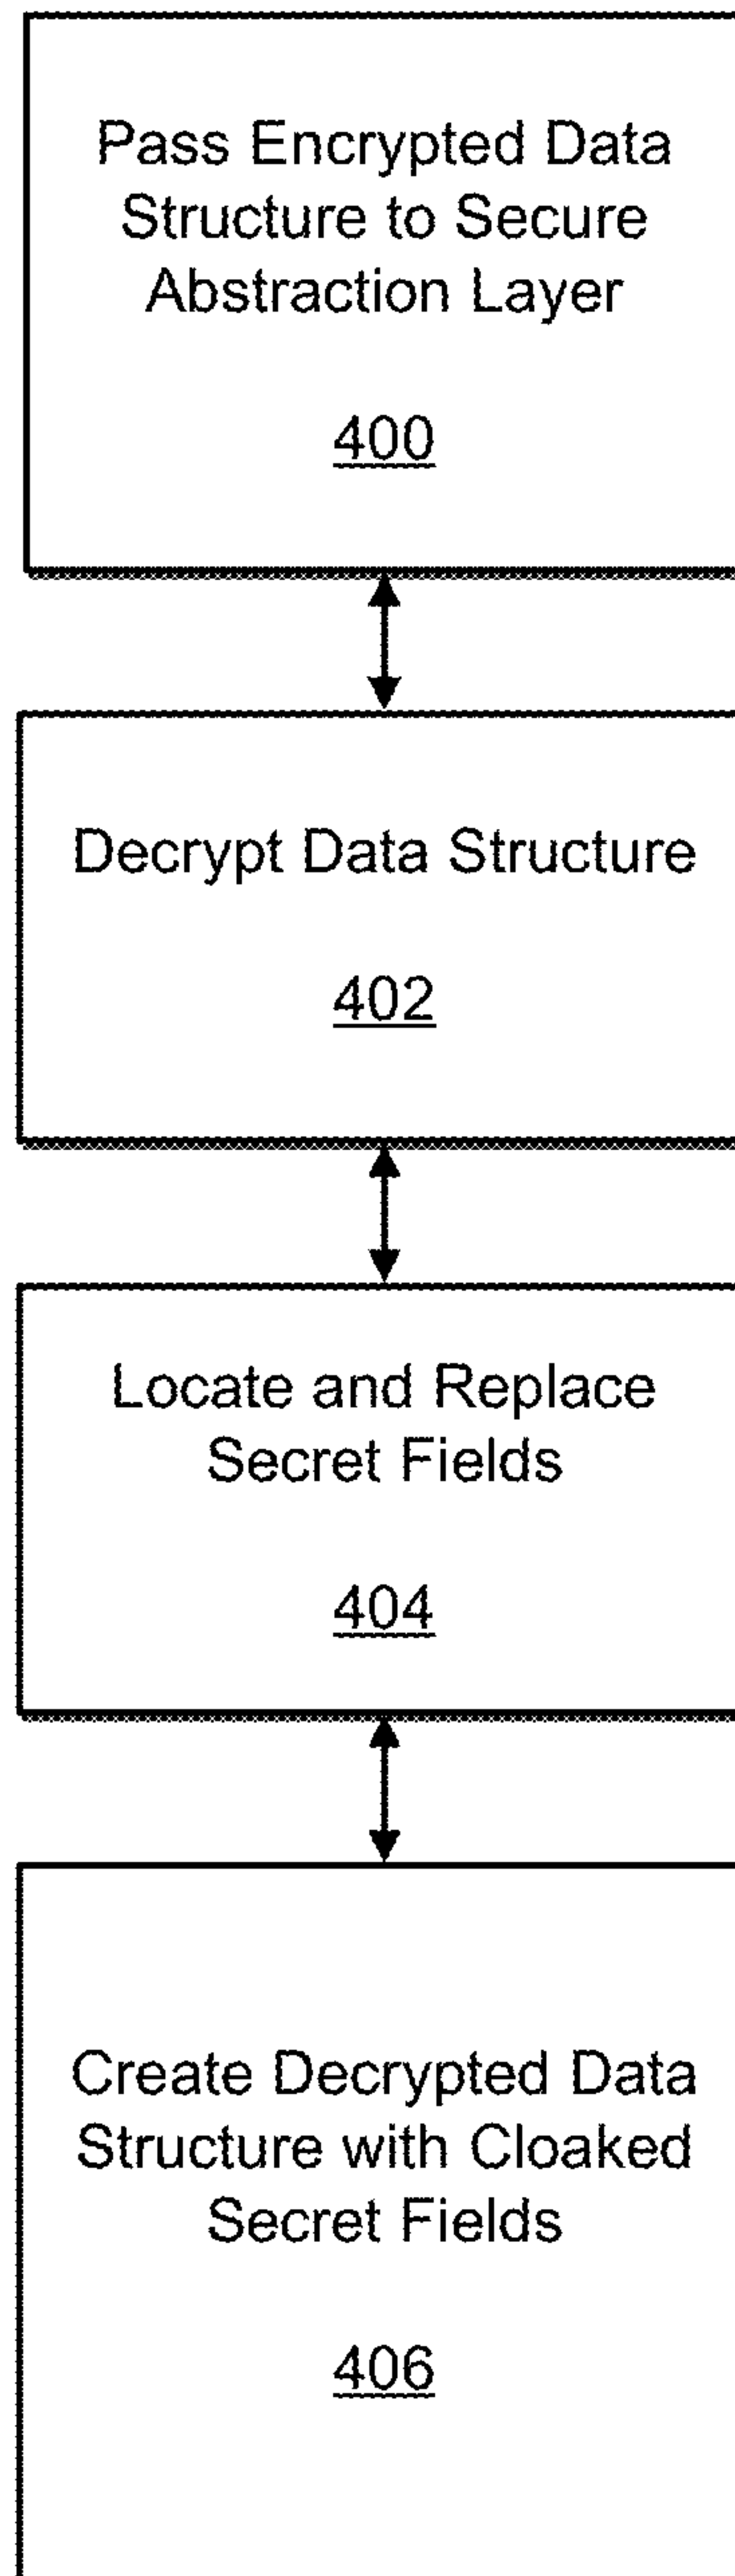 Pass Encrypted Data
Structure to Secure
Abstraction Layer
400
Decrypt Data Structure
402
Locate and Replace
Secret Fields
404
Create Decrypted Data
Structure with Cloaked
Secret Fields
406